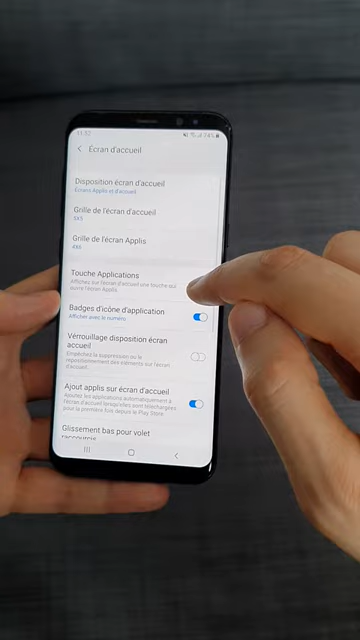 11:52
74%
Écran d'accueil
Disposition écran d'accueil
Écrans Applis et d'accueil
Grille de l'écran d'accueil
5X5
Grille de l'écran Applis
4X6
Touche Applications
Affichez sur l'écran d'accueil une touche qui
ouvre l'écran Applis.
Badges d'icône d'application
Afficher avec le numéro
Verrouillage disposition écran
accueil
Empêchez la suppression ou le
repositionnement des éléments sur l'écran
d'accueil.
Ajout applis sur écran d'accueil
Ajoutez les applications automatiquement à
l'écran d'accueil lorsqu'elles sont téléchargées
pour la première fois depuis le Play Store.
Glissement bas pour volet
raccourcis